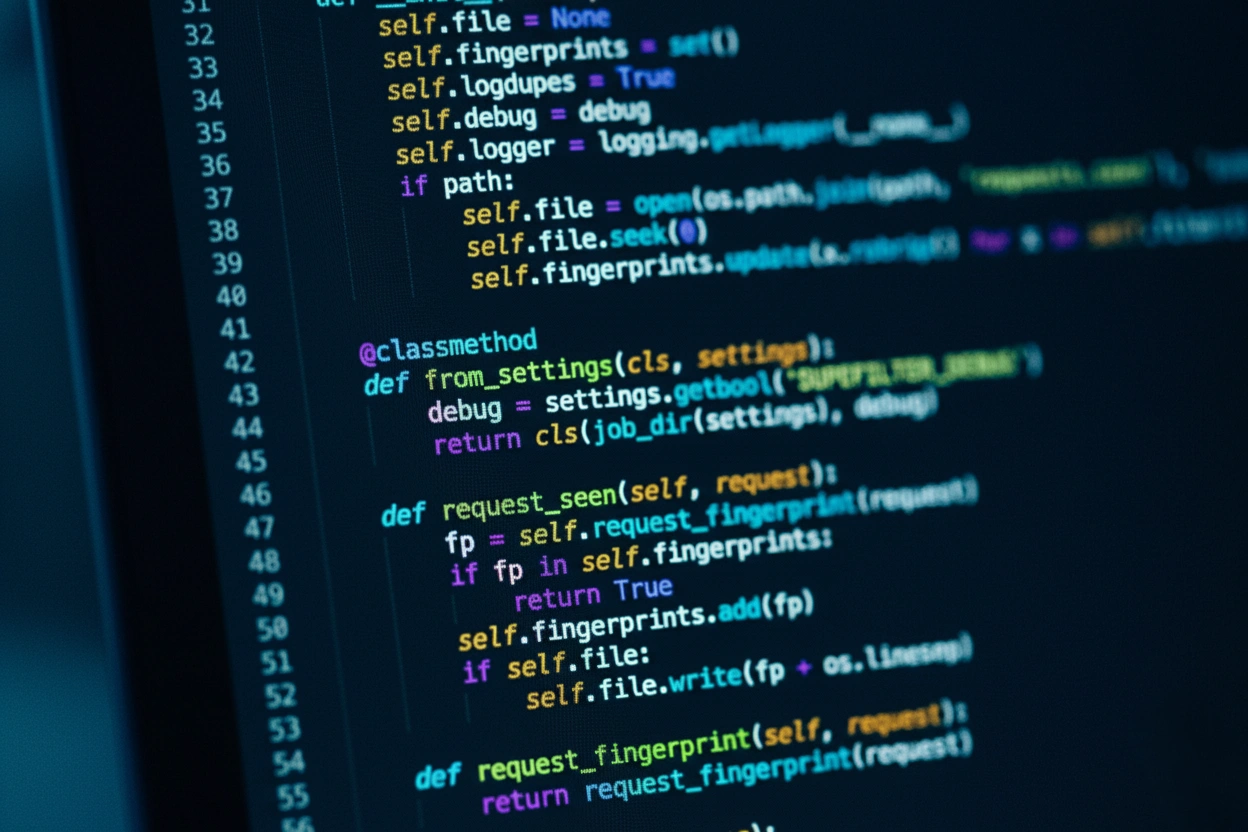 31 def __init__(
32 self.file = None
33 self.fingerprints = set()
34 self.logdupes = True
35 self.debug = debug
36 self.logger = logging.getLogger(__name__)
37 if path:
38 self.file = open(os.path.join(path,
39 self.file.seek(0)
40 self.fingerprints.update(
41
42 @classmethod
43 def from_settings(cls, settings):
44 debug = settings.getbool(
45 return cls(job_dir(settings), debug)
46
47 def request_seen(self, request):
48 fp = self.request_fingerprint(request)
49 if fp in self.fingerprints:
50 return True
51 self.fingerprints.add(fp)
52 if self.file:
53 self.file.write(fp + os.linesep)
54
55 def request_fingerprint(self, request):
56 return request_fingerprint(request)